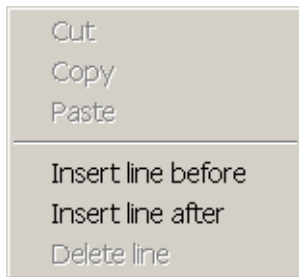 Cut
Copy
Paste
Insert line before
Insert line after
Delete line